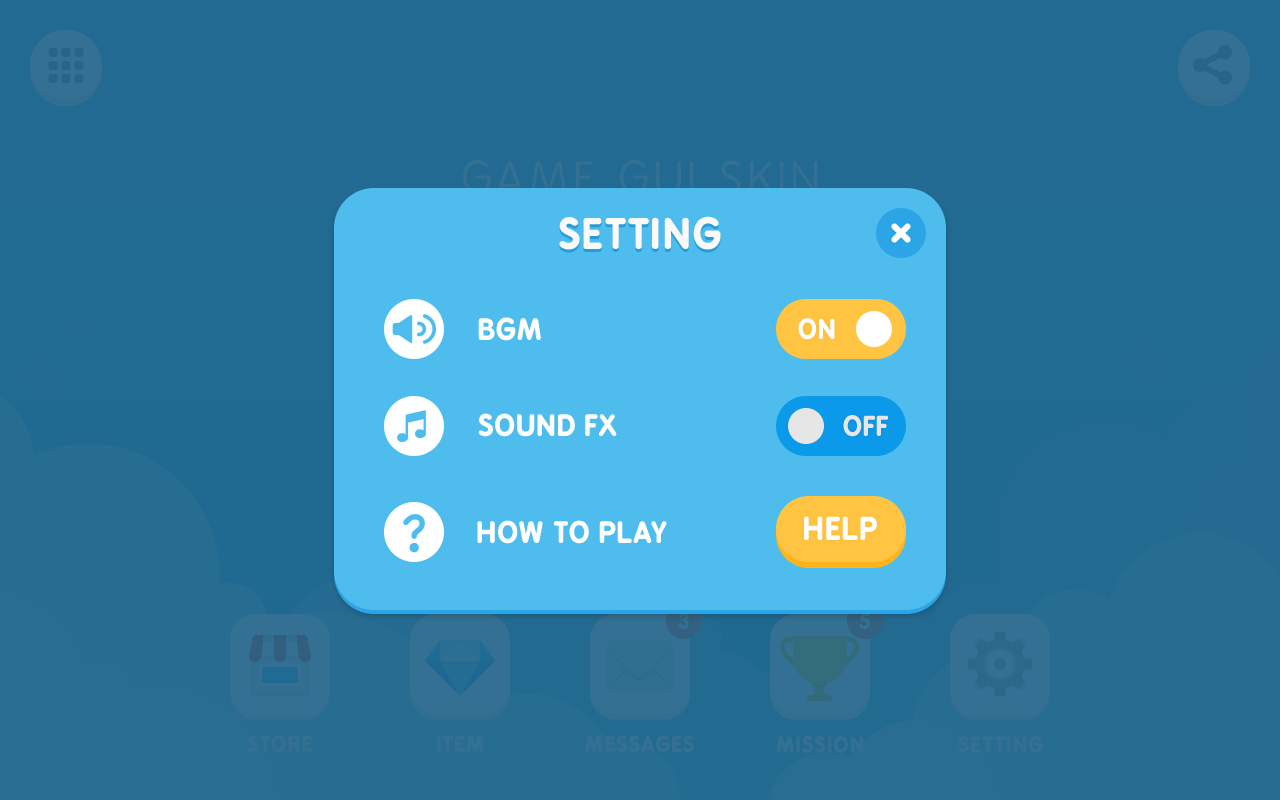 GAME GUI SKIN
SETTING
BGM
ON
SOUND FX
OFF
HOW TO PLAY
HELP
3
5
STORE
ITEM
MESSAGES
MISSION
SETTING